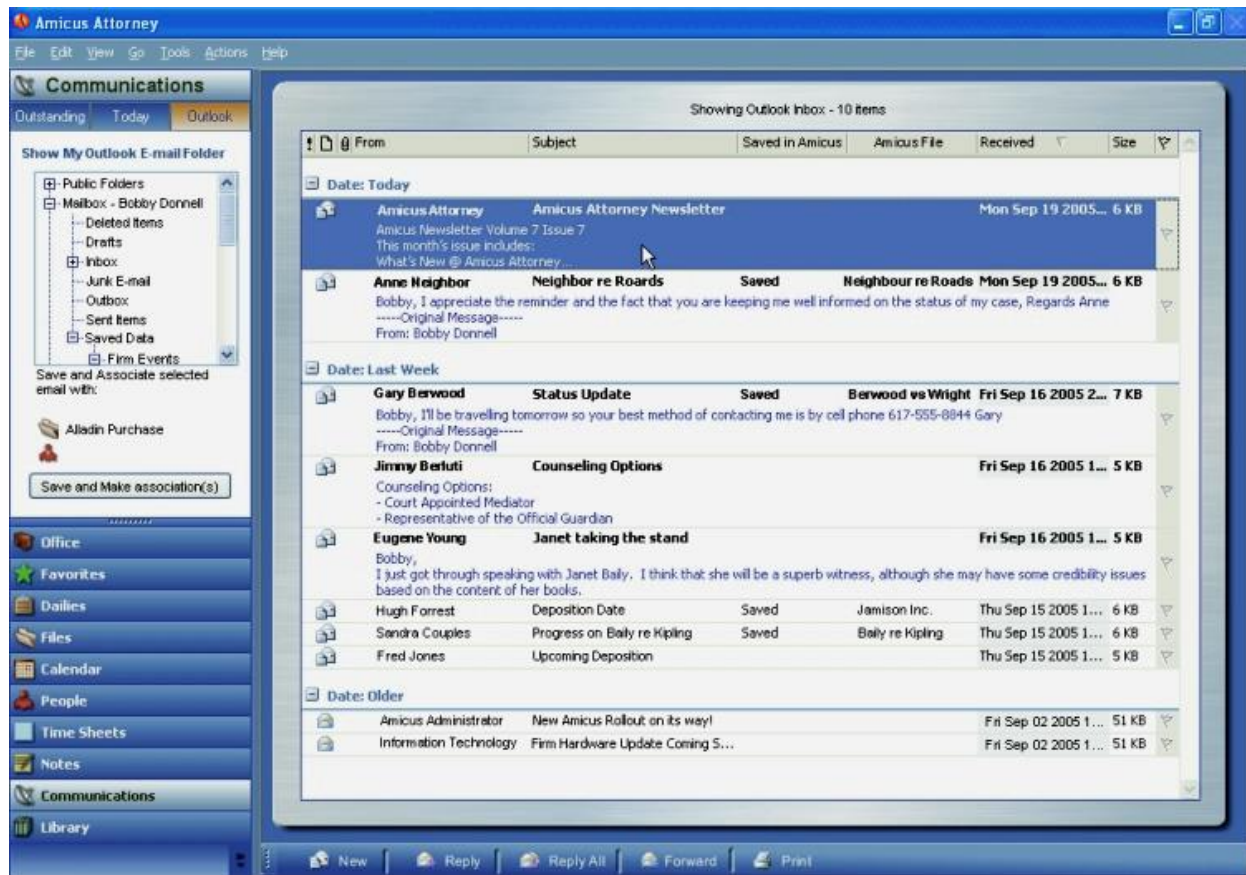 Amicus Attorney
File Edit View Go Tools Actions Help
Communications
Outstanding Today Outlook
Show My Outlook E-mail Folder
Public Folders
Mailbox - Bobby Donnell
Deleted Items
Drafts
Inbox
Junk E-mail
Outbox
Sent Items
Saved Data
Firm Events
Save and Associate selected
email with:
Alladin Purchase
Save and Make association(s)
Office
Favorites
Dailies
Files
Calendar
People
Time Sheets
Notes
Communications
Library
Showing Outlook Inbox - 10 items
! From Subject Saved in Amicus Amicus File Received Size
Date: Today
Amicus Attorney Amicus Attorney Newsletter Mon Sep 19 2005... 6 KB
Amicus Newsletter Volume 7 Issue 7
This month's issue includes:
What's New @ Amicus Attorney...
Anne Neighbor Neighbor re Roards Saved Neighbour re Roads Mon Sep 19 2005... 6 KB
Bobby, I appreciate the reminder and the fact that you are keeping me well informed on the status of my case, Regards Anne
-----Original Message-----
From: Bobby Donnell
Date: Last Week
Gary Berwood Status Update Saved Berwood vs Wright Fri Sep 16 2005 2... 7 KB
Bobby, I'll be travelling tomorrow so your best method of contacting me is by cell phone 617-555-8844 Gary
-----Original Message-----
From: Bobby Donnell
Jimmy Berluti Counseling Options Fri Sep 16 2005 1... 5 KB
Counseling Options:
- Court Appointed Mediator
- Representative of the Official Guardian
Eugene Young Janet taking the stand Fri Sep 16 2005 1... 5 KB
Bobby,
I just got through speaking with Janet Baily. I think that she will be a superb witness, although she may have some credibility issues
based on the content of her books.
Hugh Forrest Deposition Date Saved Jamison Inc. Thu Sep 15 2005 1... 6 KB
Sandra Couples Progress on Baily re Kipling Saved Baily re Kipling Thu Sep 15 2005 1... 6 KB
Fred Jones Upcoming Deposition Thu Sep 15 2005 1... 5 KB
Date: Older
Amicus Administrator New Amicus Rollout on its way! Fri Sep 02 2005 1... 51 KB
Information Technology Firm Hardware Update Coming S... Fri Sep 02 2005 1... 51 KB
New Reply Reply All Forward Print